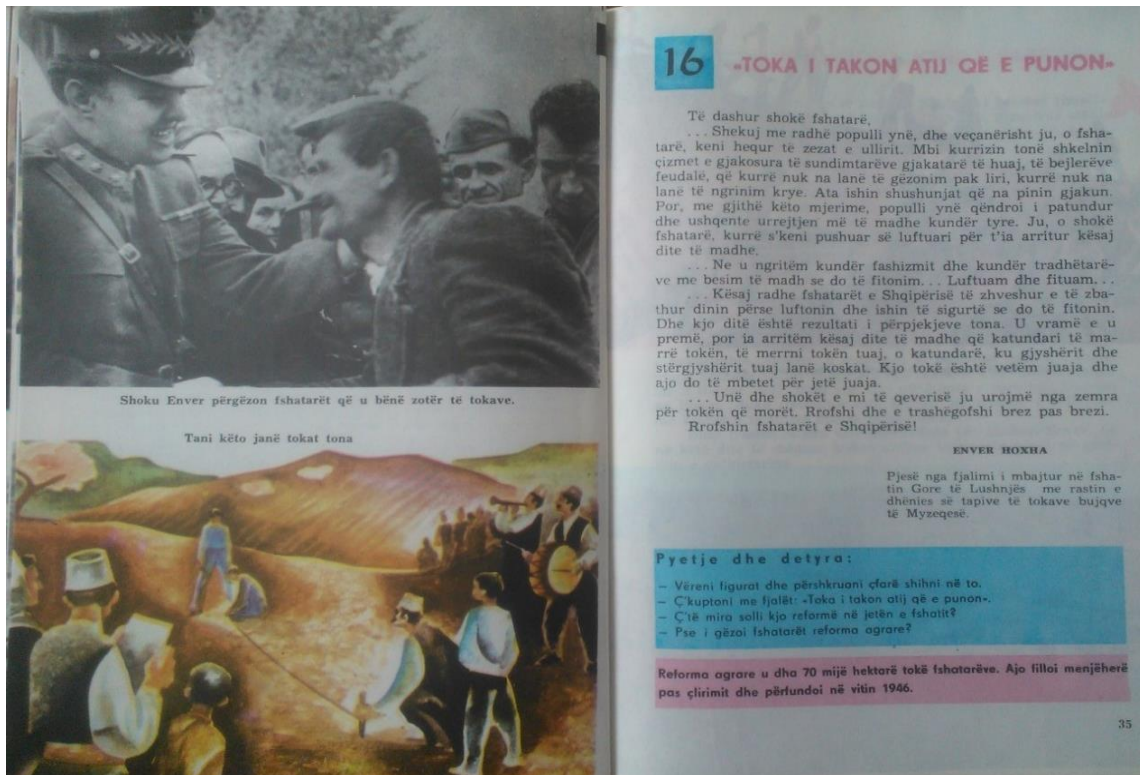 Shoku Enver përgëzon fshatarët që u bënë zotër të tokave.
Tani këto janë tokat tona
16
«TOKA I TAKON ATIJ QË E PUNON»
Të dashur shokë fshatarë,
. . . Shekuj me radhë populli ynë, dhe veçanërisht ju, o fsha-
tarë, keni hequr të zezat e ullirit. Mbi kurrizin tonë shkelnin
çizmet e gjakosura të sundimtarëve gjakatarë të huaj, të bejlerëve
feudalë, që kurrë nuk na lanë të gëzonim pak liri, kurrë nuk na
lanë të ngrinim krye. Ata ishin shushunjat që na pinin gjakun.
Por, me gjithë këto mjerime, populli ynë qëndroi i patundur
dhe ushqente urrejtjen më të madhe kundër tyre. Ju, o shokë
fshatarë, kurrë s'keni pushuar së luftuari për t'ia arritur kësaj
dite të madhe.
. . . Ne u ngritëm kundër fashizmit dhe kundër tradhëtarë-
ve me besim të madh se do të fitonim. . . Luftuam dhe fituam. . .
. . . Kësaj radhe fshatarët e Shqipërisë të zhveshur e të zba-
thur dinin përse luftonin dhe ishin të sigurtë se do të fitonin.
Dhe kjo ditë është rezultati i përpjekjeve tona. U vramë e u
premë, por ia arritëm kësaj dite të madhe që katundari të ma-
rrë tokën, të merrni tokën tuaj, o katundarë, ku gjyshërit dhe
stërgjyshërit tuaj lanë koskat. Kjo tokë është vetëm juaja dhe
ajo do të mbetet për jetë juaja.
. . . Unë dhe shokët e mi të qeverisë ju urojmë nga zemra
për tokën që morët. Rrofshi dhe e trashëgofshi brez pas brezi.
Rrofshin fshatarët e Shqipërisë!
ENVER HOXHA
Pjesë nga fjalimi i mbajtur në fsha-
tin Gore të Lushnjës me rastin e
dhënies së tapive të tokave bujqve
të Myzeqesë.
Pyetje dhe detyra:
– Vëreni figurat dhe përshkruani çfarë shihni në to.
– Ç'kuptoni me fjalët: «Toka i takon atij që e punon».
– Ç'të mira solli kjo reformë në jetën e fshatit?
– Pse i gëzoi fshatarët reforma agrare?
Reforma agrare u dha 70 mijë hektarë tokë fshatarëve. Ajo filloi menjëherë
pas çlirimit dhe përfundoi në vitin 1946.
35